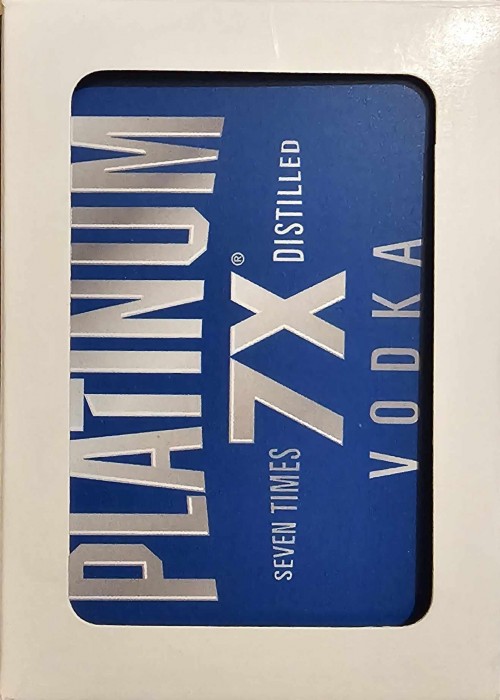 PLATINUM
SEVEN TIMES 7X® DISTILLED
VODKA